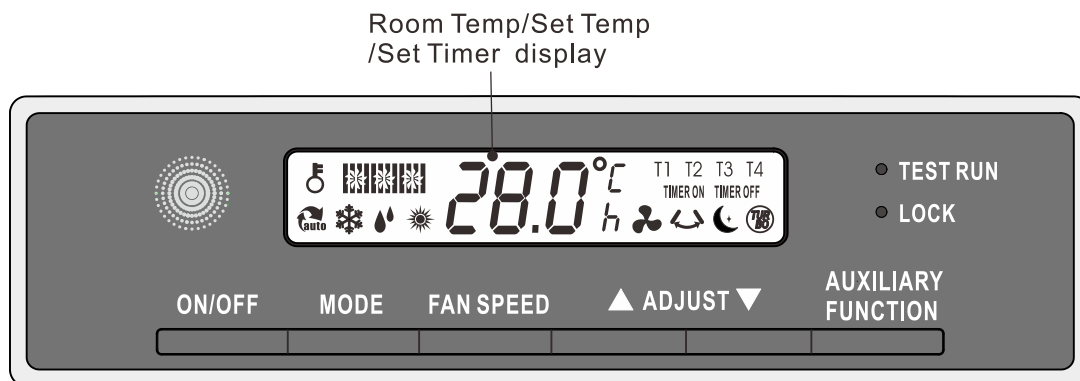 Room Temp/Set Temp
/Set Timer display
28.0°C
h
T1 T2 T3 T4
TIMER ON TIMER OFF
auto
TURBO
TEST RUN
LOCK
ON/OFF
MODE
FAN SPEED
▲ ADJUST ▼
AUXILIARY
FUNCTION